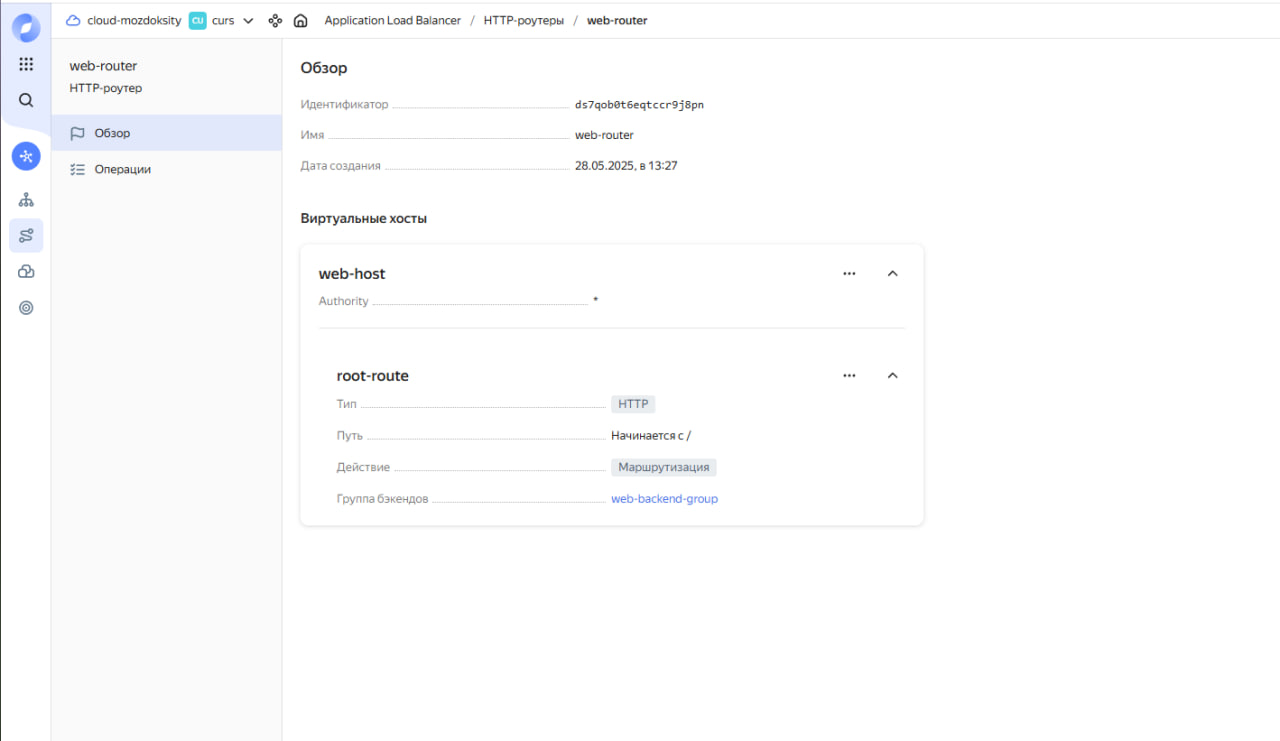 cloud-mozdoksity CU curs Application Load Balancer / HTTP-роутеры / web-router
web-router
HTTP-роутер
Обзор
Операции
Обзор
Идентификатор ds7qob0t6eqtccr9j8pn
Имя web-router
Дата создания 28.05.2025, в 13:27
Виртуальные хосты
web-host
Authority *
root-route
Тип HTTP
Путь Начинается с /
Действие Маршрутизация
Группа бэкендов web-backend-group